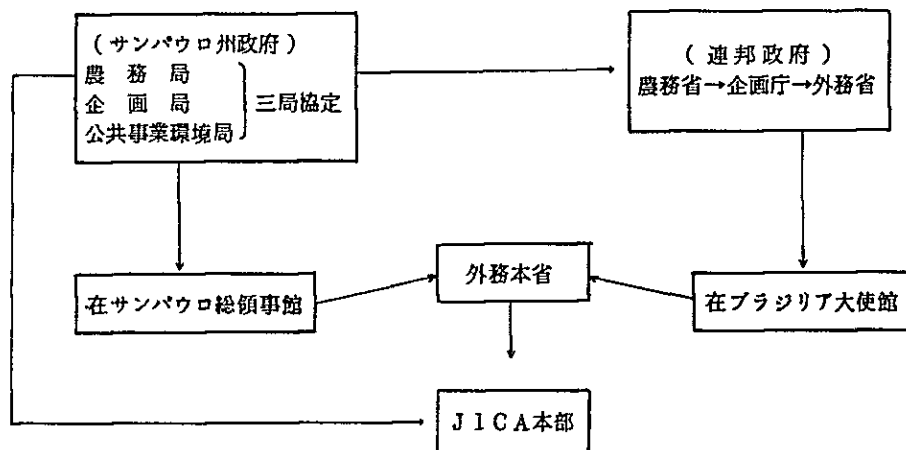 (サンパウロ州政府)
農務局
企画局
公共事業環境局
三局協定
(連邦政府)
農務省→企画庁→外務省
外務本省
在サンパウロ総領事館
在ブラジリア大使館
JICA本部